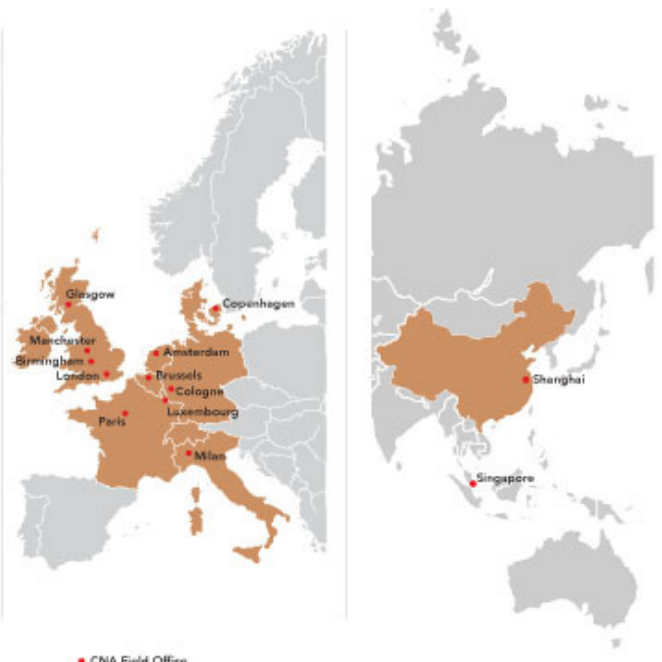 Glasgow
Copenhagen
Manchester
Birmingham
London
Amsterdam
Brussels
Cologne
Luxembourg
Paris
Milan
Shanghai
Singapore
CNA Field Office